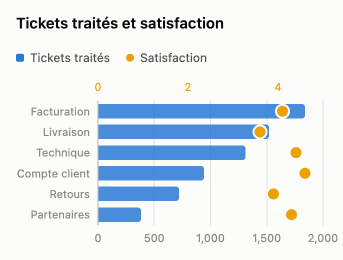 Tickets traités et satisfaction
Tickets traités Satisfaction
0 2 4
Facturation
Livraison
Technique
Compte client
Retours
Partenaires
0 500 1,000 1,500 2,000